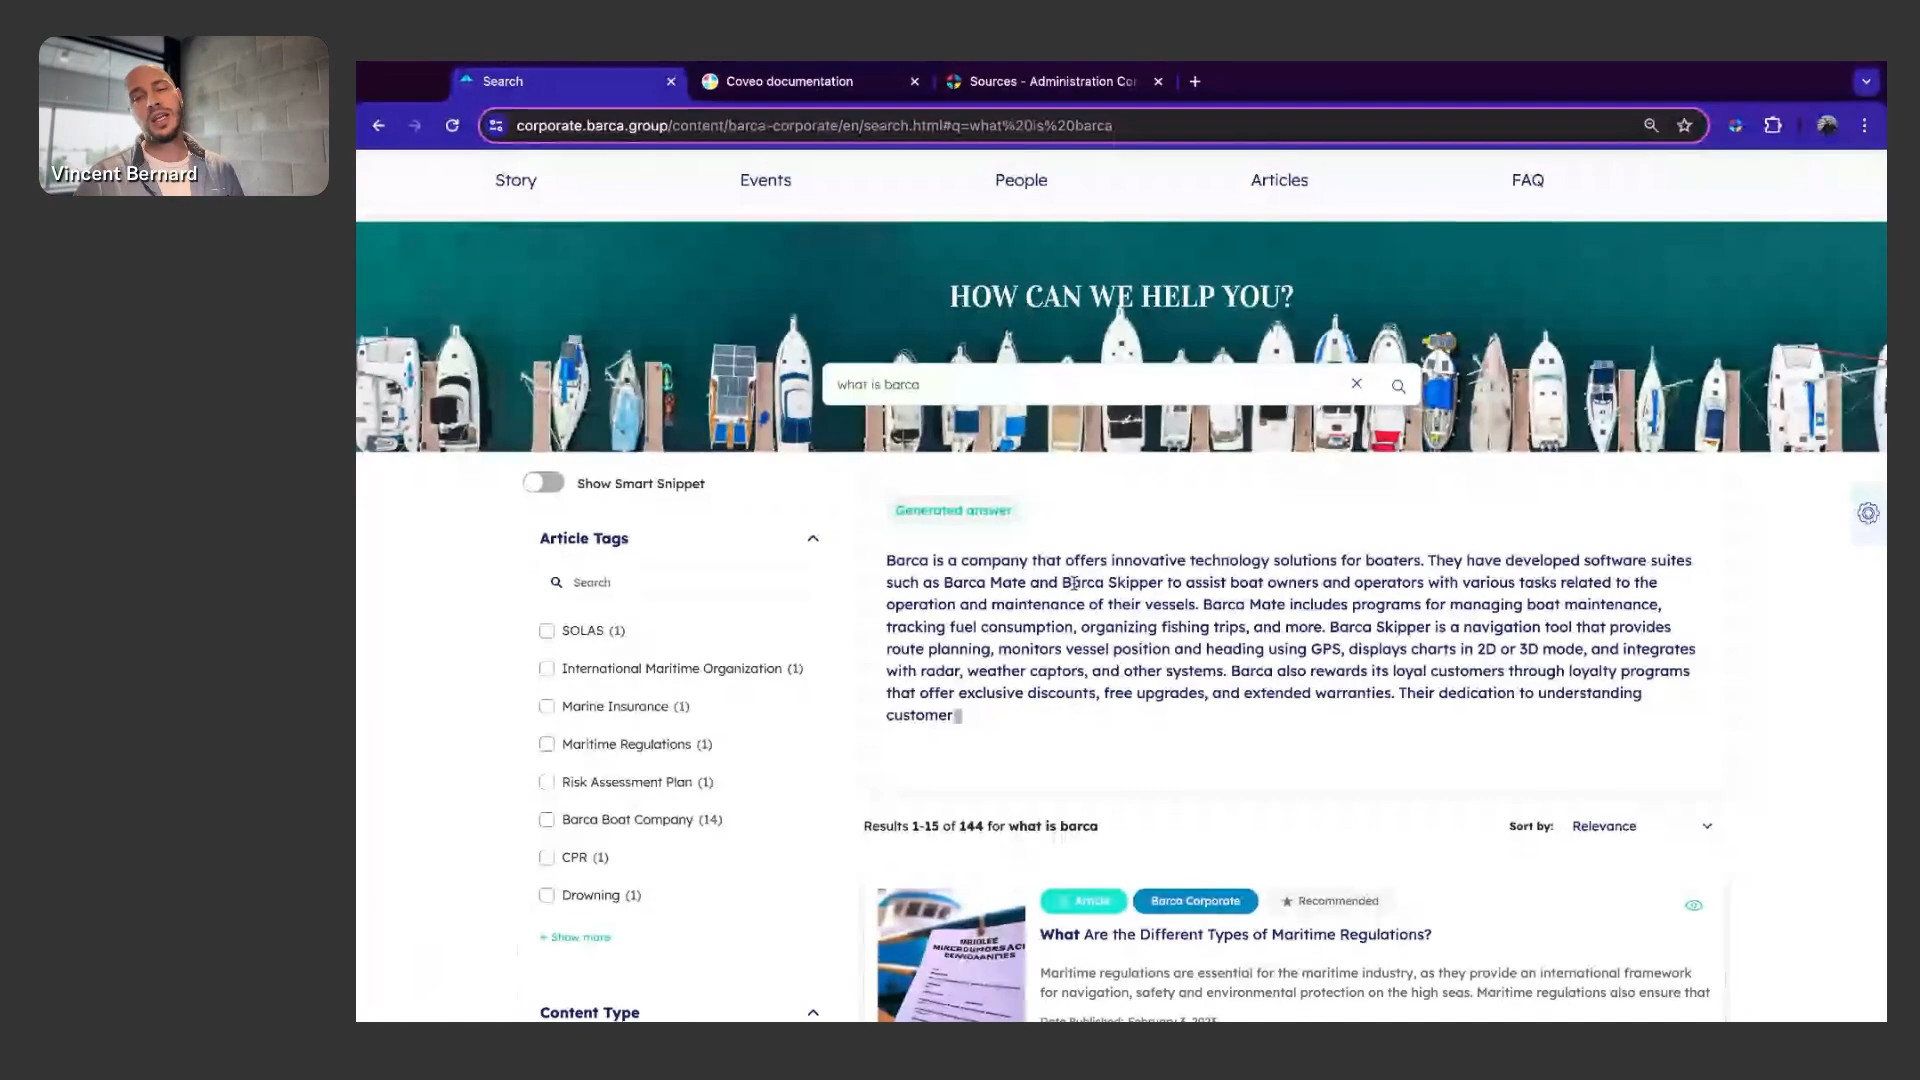 Vincent Bernard
Search
Coveo documentation
Sources - Administration Co
corporate.barca.group/content/barca-corporate/en/search.html#q=what%20is%20barca
Story
Events
People
Articles
FAQ
HOW CAN WE HELP YOU?
what is barca
Show Smart Snippet
Generated answer
Article Tags
Search
SOLAS (1)
International Maritime Organization (1)
Marine Insurance (1)
Maritime Regulations (1)
Risk Assessment Plan (1)
Barca Boat Company (14)
CPR (1)
Drowning (1)
+ Show more
Content Type
Barca is a company that offers innovative technology solutions for boaters. They have developed software suites
such as Barca Mate and Barca Skipper to assist boat owners and operators with various tasks related to the
operation and maintenance of their vessels. Barca Mate includes programs for managing boat maintenance,
tracking fuel consumption, organizing fishing trips, and more. Barca Skipper is a navigation tool that provides
route planning, monitors vessel position and heading using GPS, displays charts in 2D or 3D mode, and integrates
with radar, weather captors, and other systems. Barca also rewards its loyal customers through loyalty programs
that offer exclusive discounts, free upgrades, and extended warranties. Their dedication to understanding
customer
Results 1-15 of 144 for what is barca
Sort by: Relevance
Article
Barca Corporate
Recommended
What Are the Different Types of Maritime Regulations?
Maritime regulations are essential for the maritime industry, as they provide an international framework
for navigation, safety and environmental protection on the high seas. Maritime regulations also ensure that
Date Published: February 3, 2023